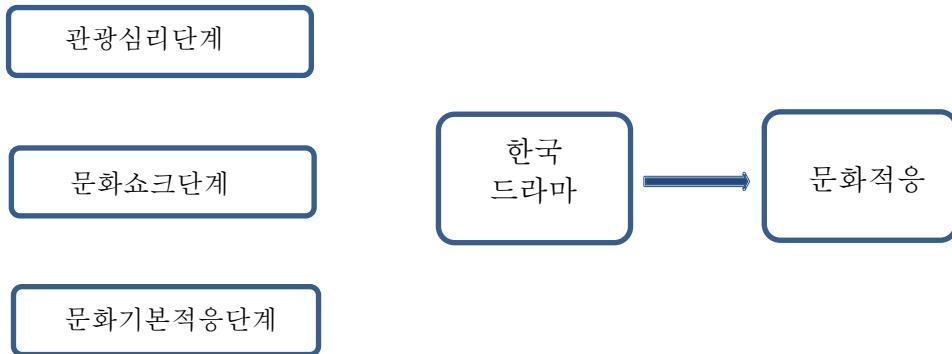 관광심리단계
문화쇼크단계
문화기본적응단계
한국
드라마
문화적응